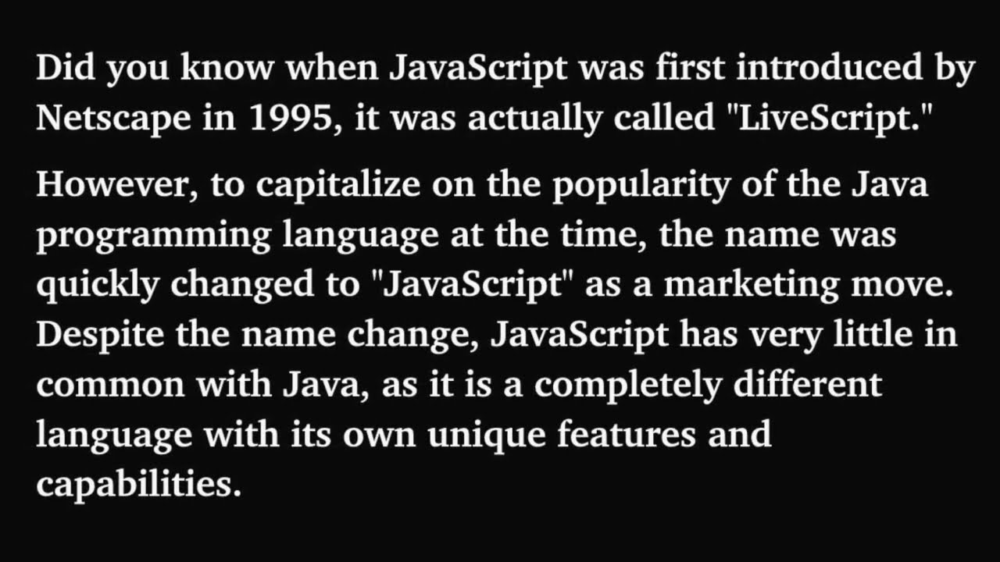 Did you know when JavaScript was first introduced by
Netscape in 1995, it was actually called "LiveScript."
However, to capitalize on the popularity of the Java
programming language at the time, the name was
quickly changed to "JavaScript" as a marketing move.
Despite the name change, JavaScript has very little in
common with Java, as it is a completely different
language with its own unique features and
capabilities.